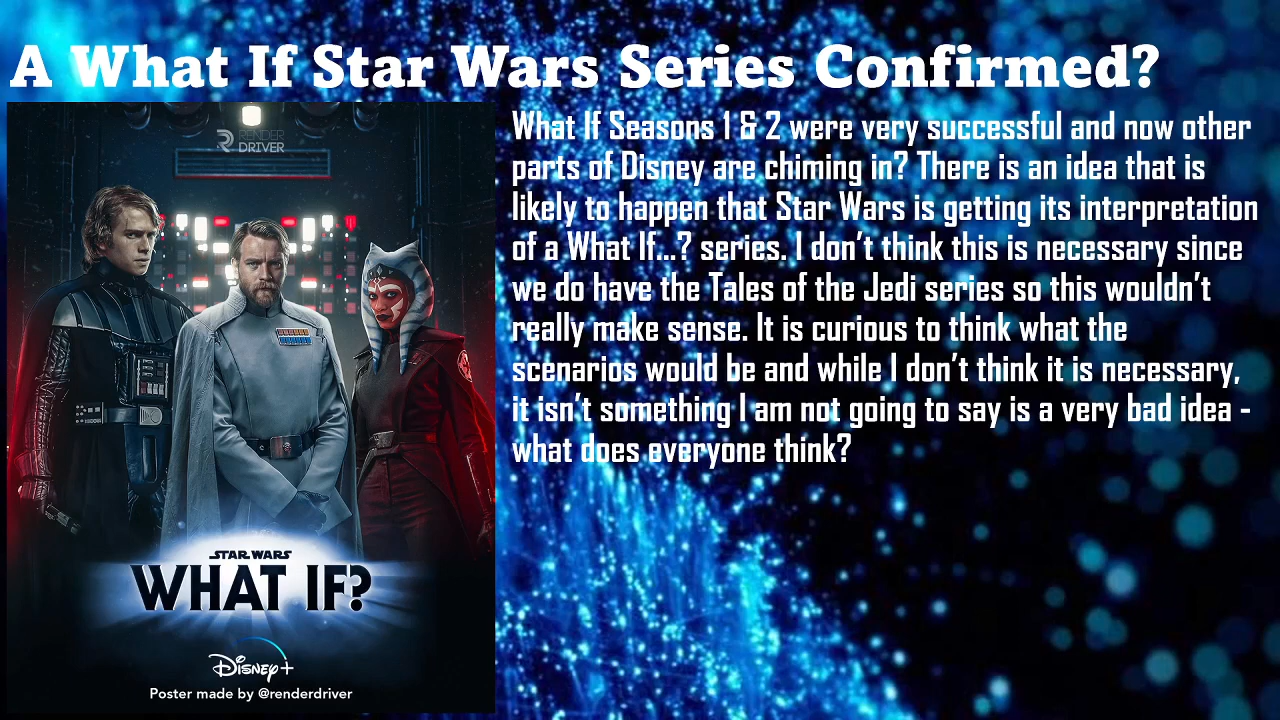 A What If Star Wars Series Confirmed?
RENDER
DRIVER
STAR WARS
WHAT IF?
Disney+
Poster made by @renderdriver
What If Seasons 1 & 2 were very successful and now other
parts of Disney are chiming in? There is an idea that is
likely to happen that Star Wars is getting its interpretation
of a What If...? series. I don't think this is necessary since
we do have the Tales of the Jedi series so this wouldn't
really make sense. It is curious to think what the
scenarios would be and while I don't think it is necessary,
it isn't something I am not going to say is a very bad idea -
what does everyone think?